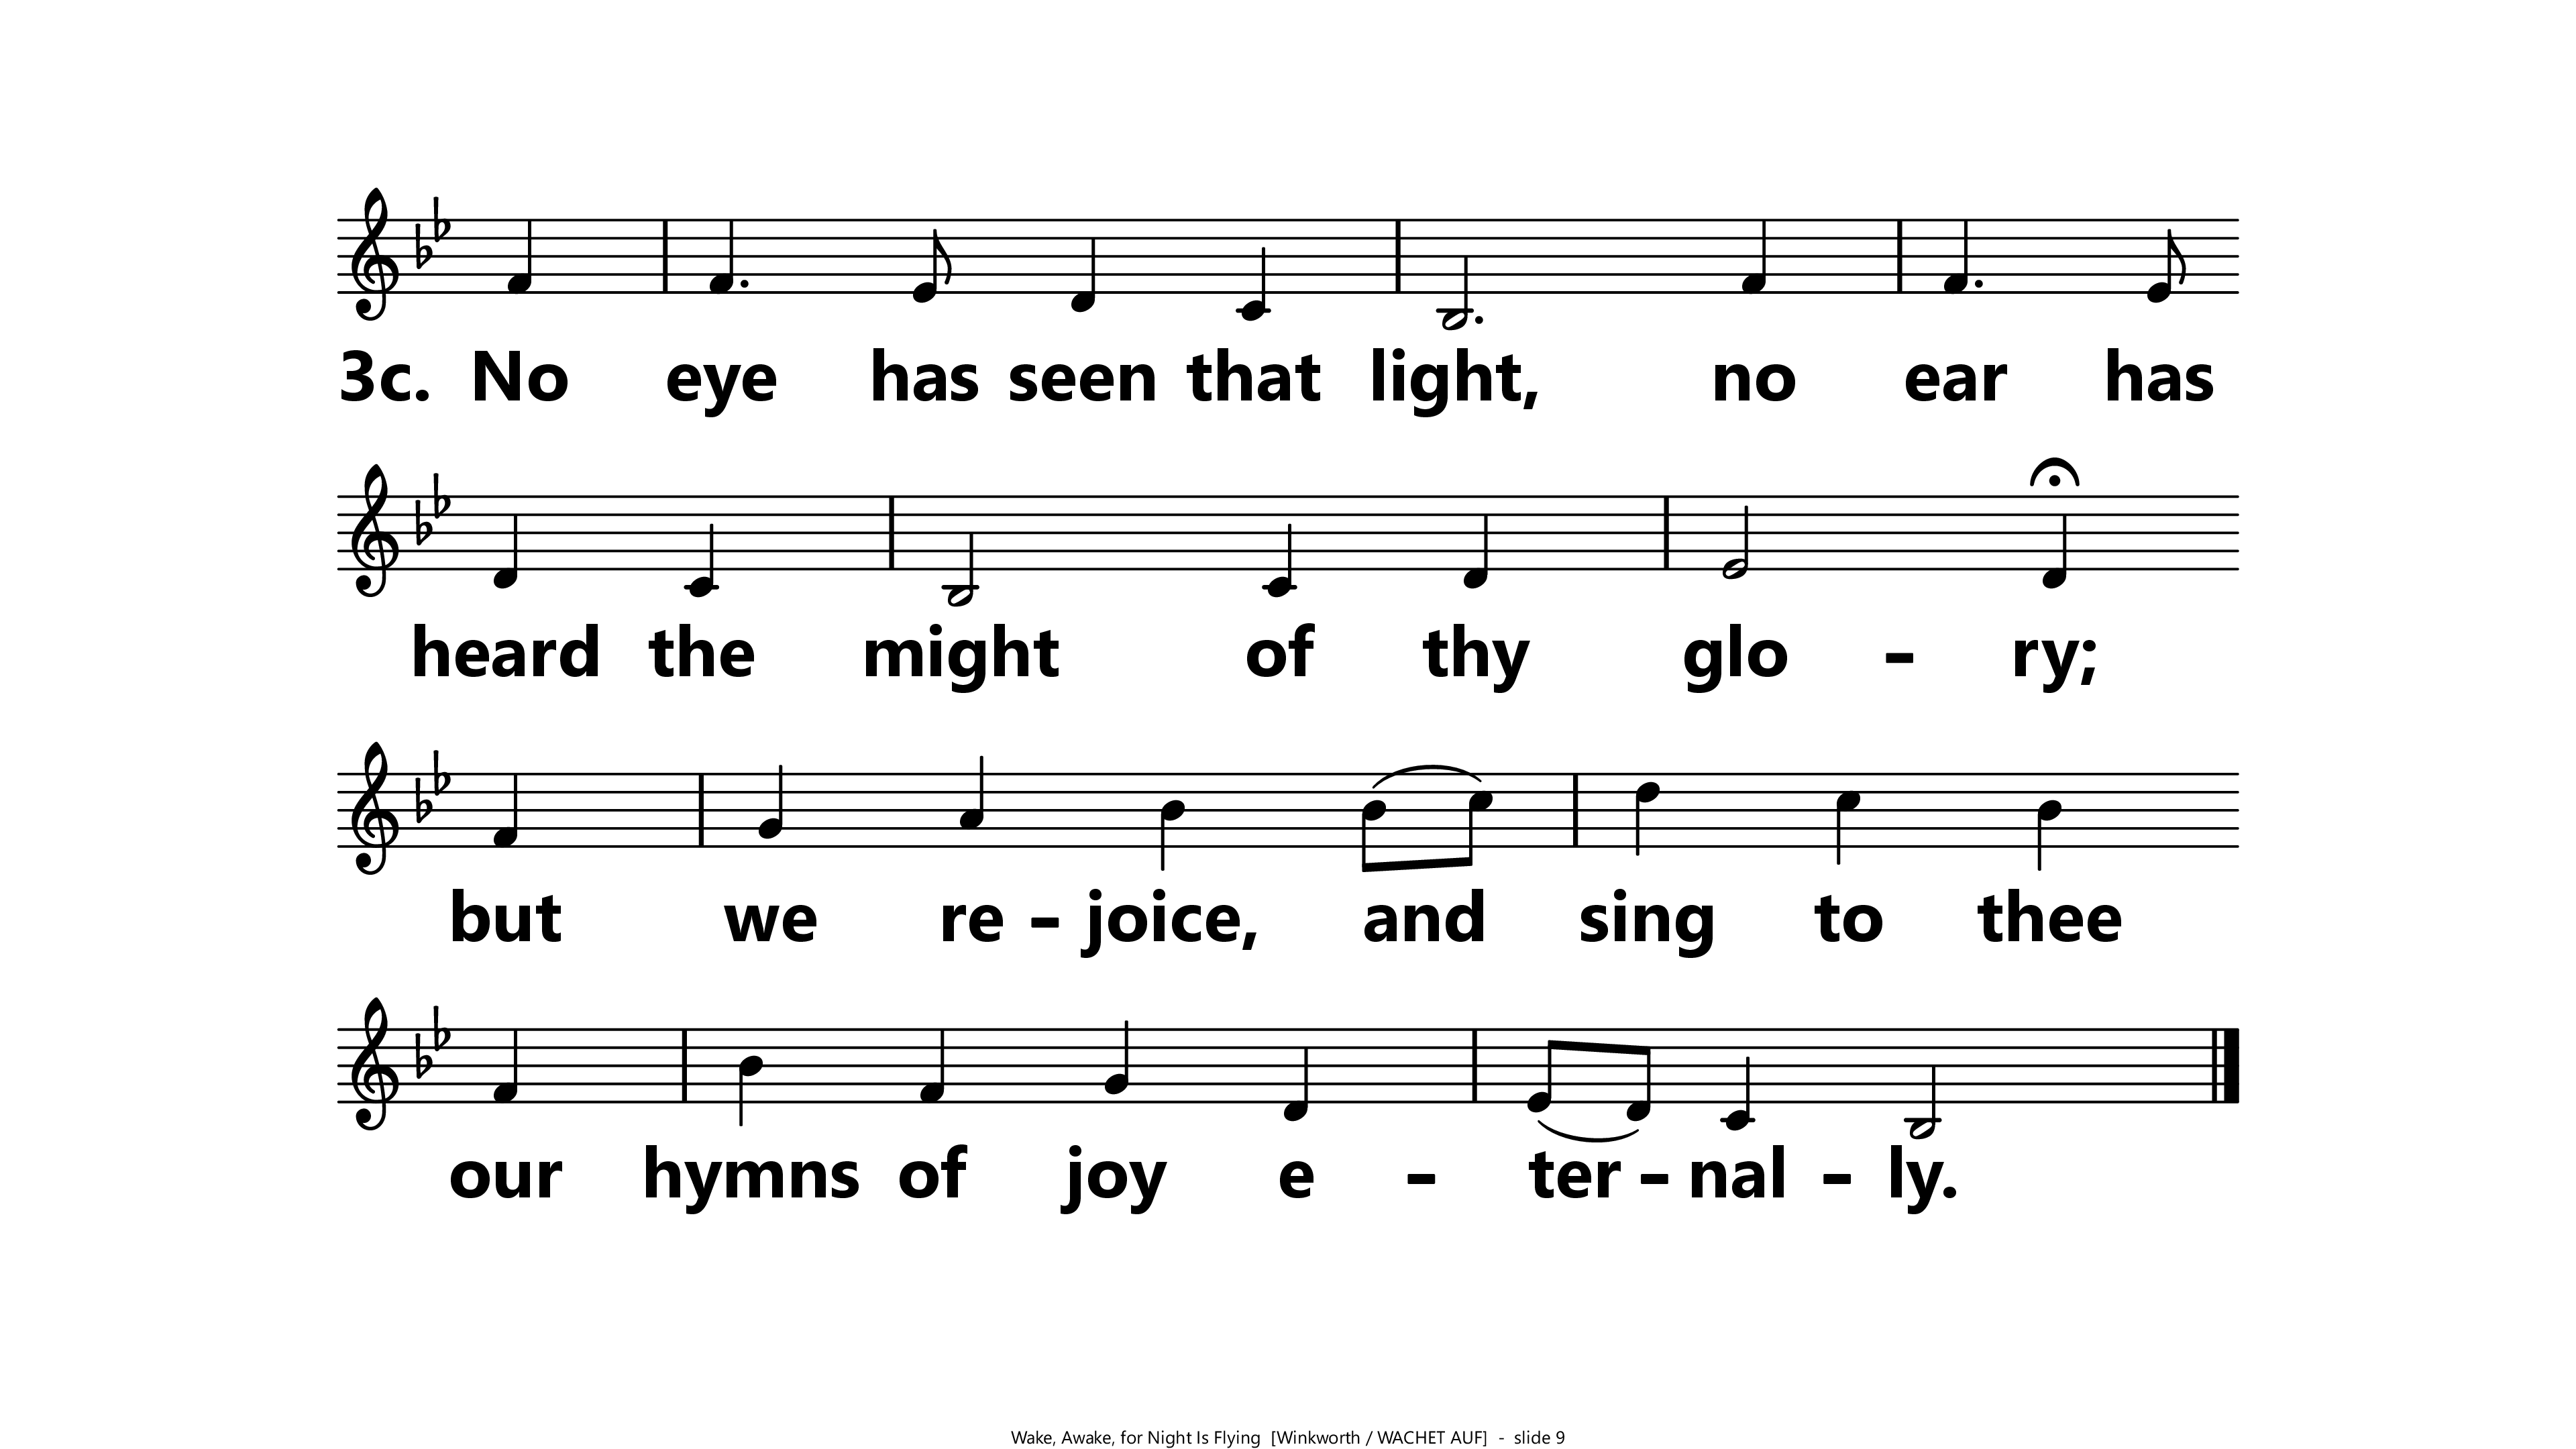 3c. No eye has seen that light, no ear has
heard the might of thy glo - ry;
but we re - joice, and sing to thee
our hymns of joy e - ter - nal - ly.
Wake, Awake, for Night Is Flying [Winkworth / WACHET AUF] - slide 9